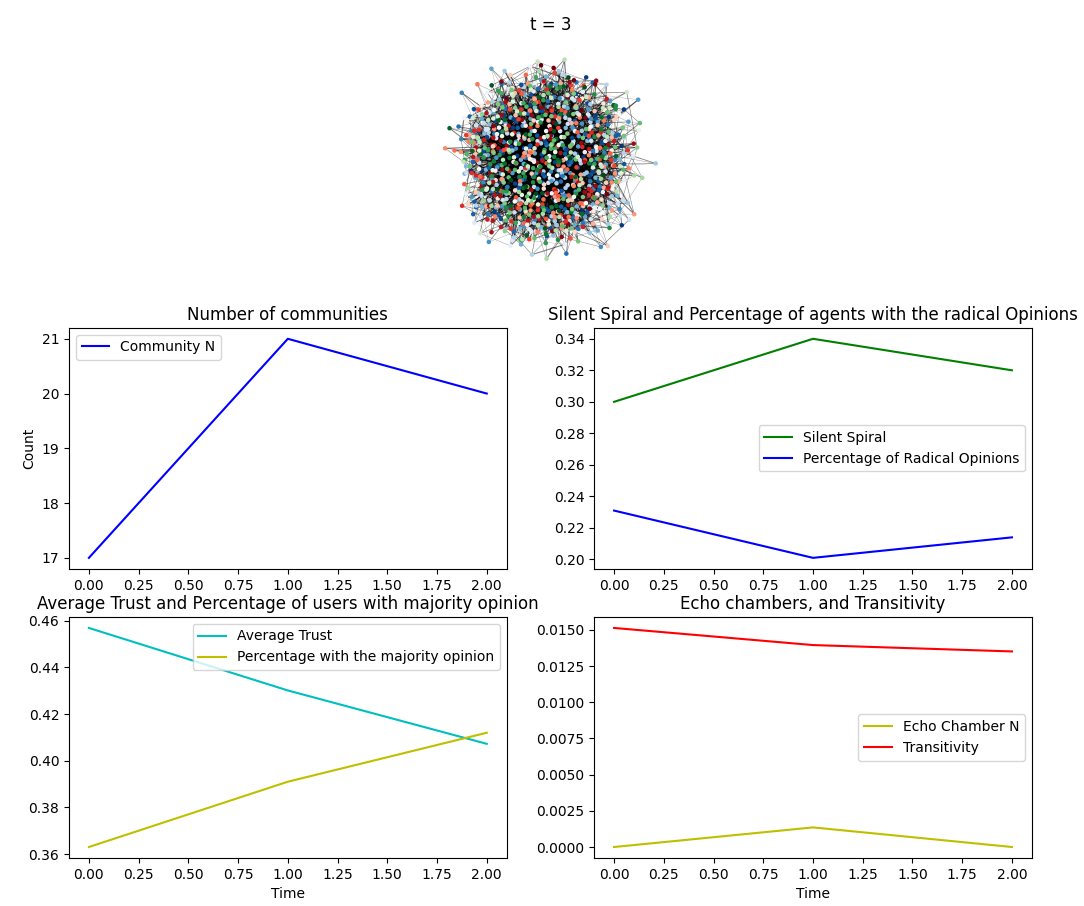 t = 3
Number of communities
Community N
21
20
19
18
17
Count
0.00 0.25 0.50 0.75 1.00 1.25 1.50 1.75 2.00
Silent Spiral and Percentage of agents with the radical Opinions
0.34
0.32
0.30
0.28
0.26
0.24
0.22
0.20
Silent Spiral
Percentage of Radical Opinions
0.00 0.25 0.50 0.75 1.00 1.25 1.50 1.75 2.00
Average Trust and Percentage of users with majority opinion
0.46
0.44
0.42
0.40
0.38
0.36
Average Trust
Percentage with the majority opinion
0.00 0.25 0.50 0.75 1.00 1.25 1.50 1.75 2.00
Time
Echo chambers, and Transitivity
0.0150
0.0125
0.0100
0.0075
0.0050
0.0025
0.0000
Echo Chamber N
Transitivity
0.00 0.25 0.50 0.75 1.00 1.25 1.50 1.75 2.00
Time